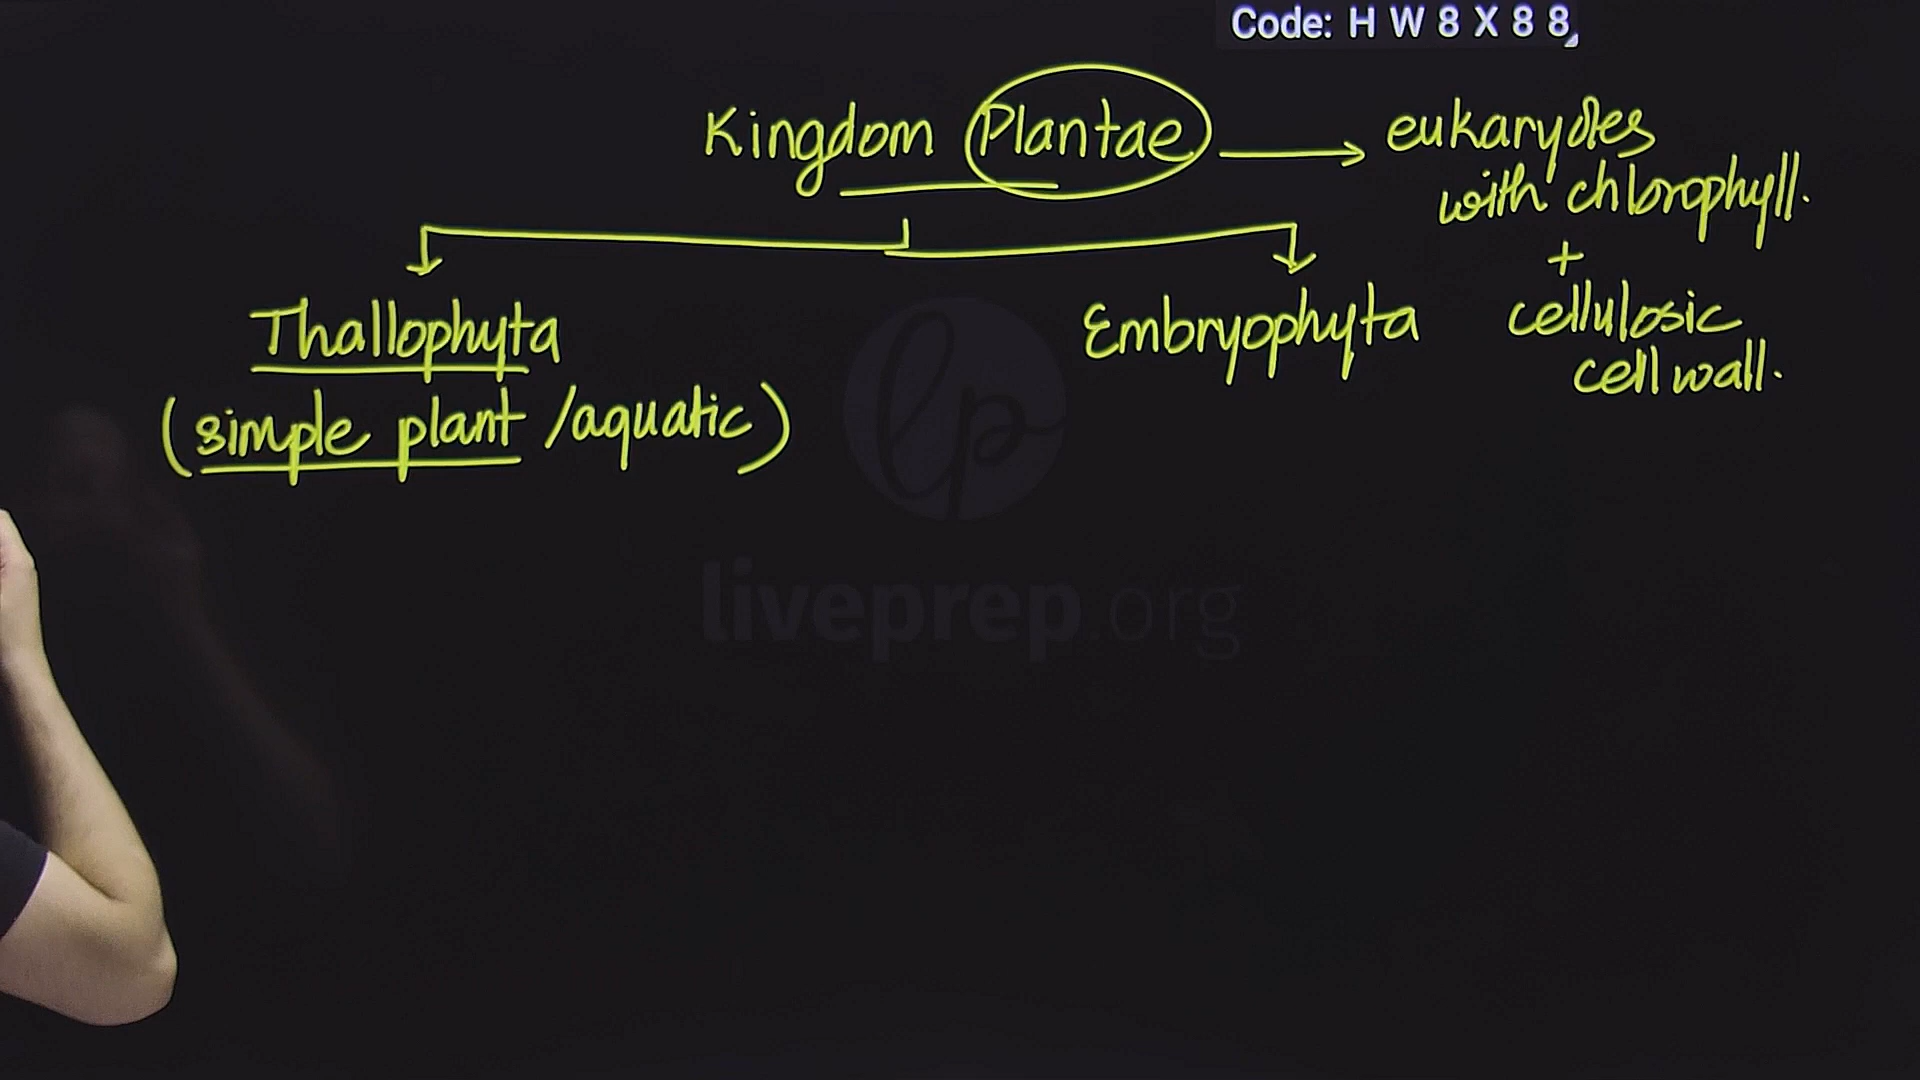 Code: H W 8 X 8 8
Kingdom Plantae → eukaryotes
with chlorophyll.
+
Thallophyta
Embryophyta
cellulosic
cell wall.
(simple plant /aquatic)
lp
liveprep.org